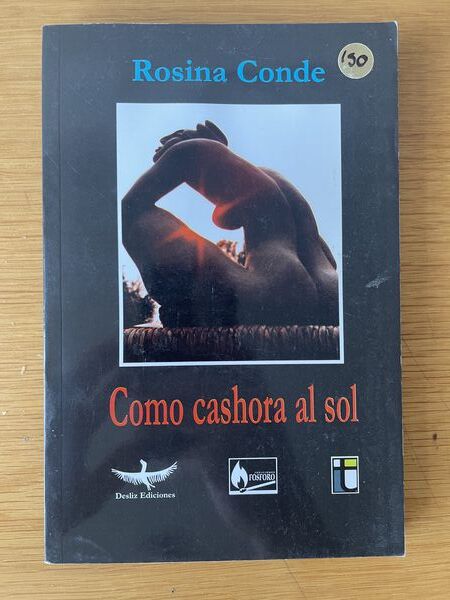 Rosina Conde
150
Como cashora al sol
Desliz Ediciones
FOSFORO